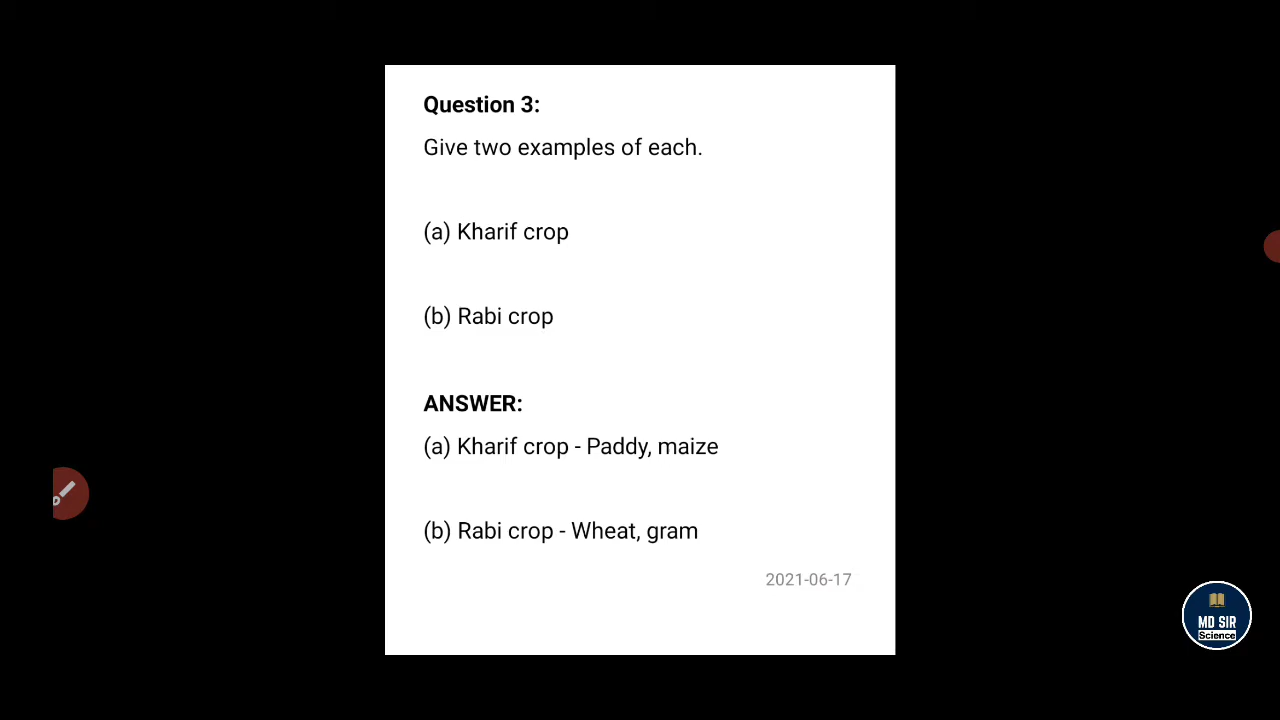 Question 3:
Give two examples of each.
(a) Kharif crop
(b) Rabi crop
ANSWER:
(a) Kharif crop - Paddy, maize
(b) Rabi crop - Wheat, gram
2021-06-17
MD SIR
Science